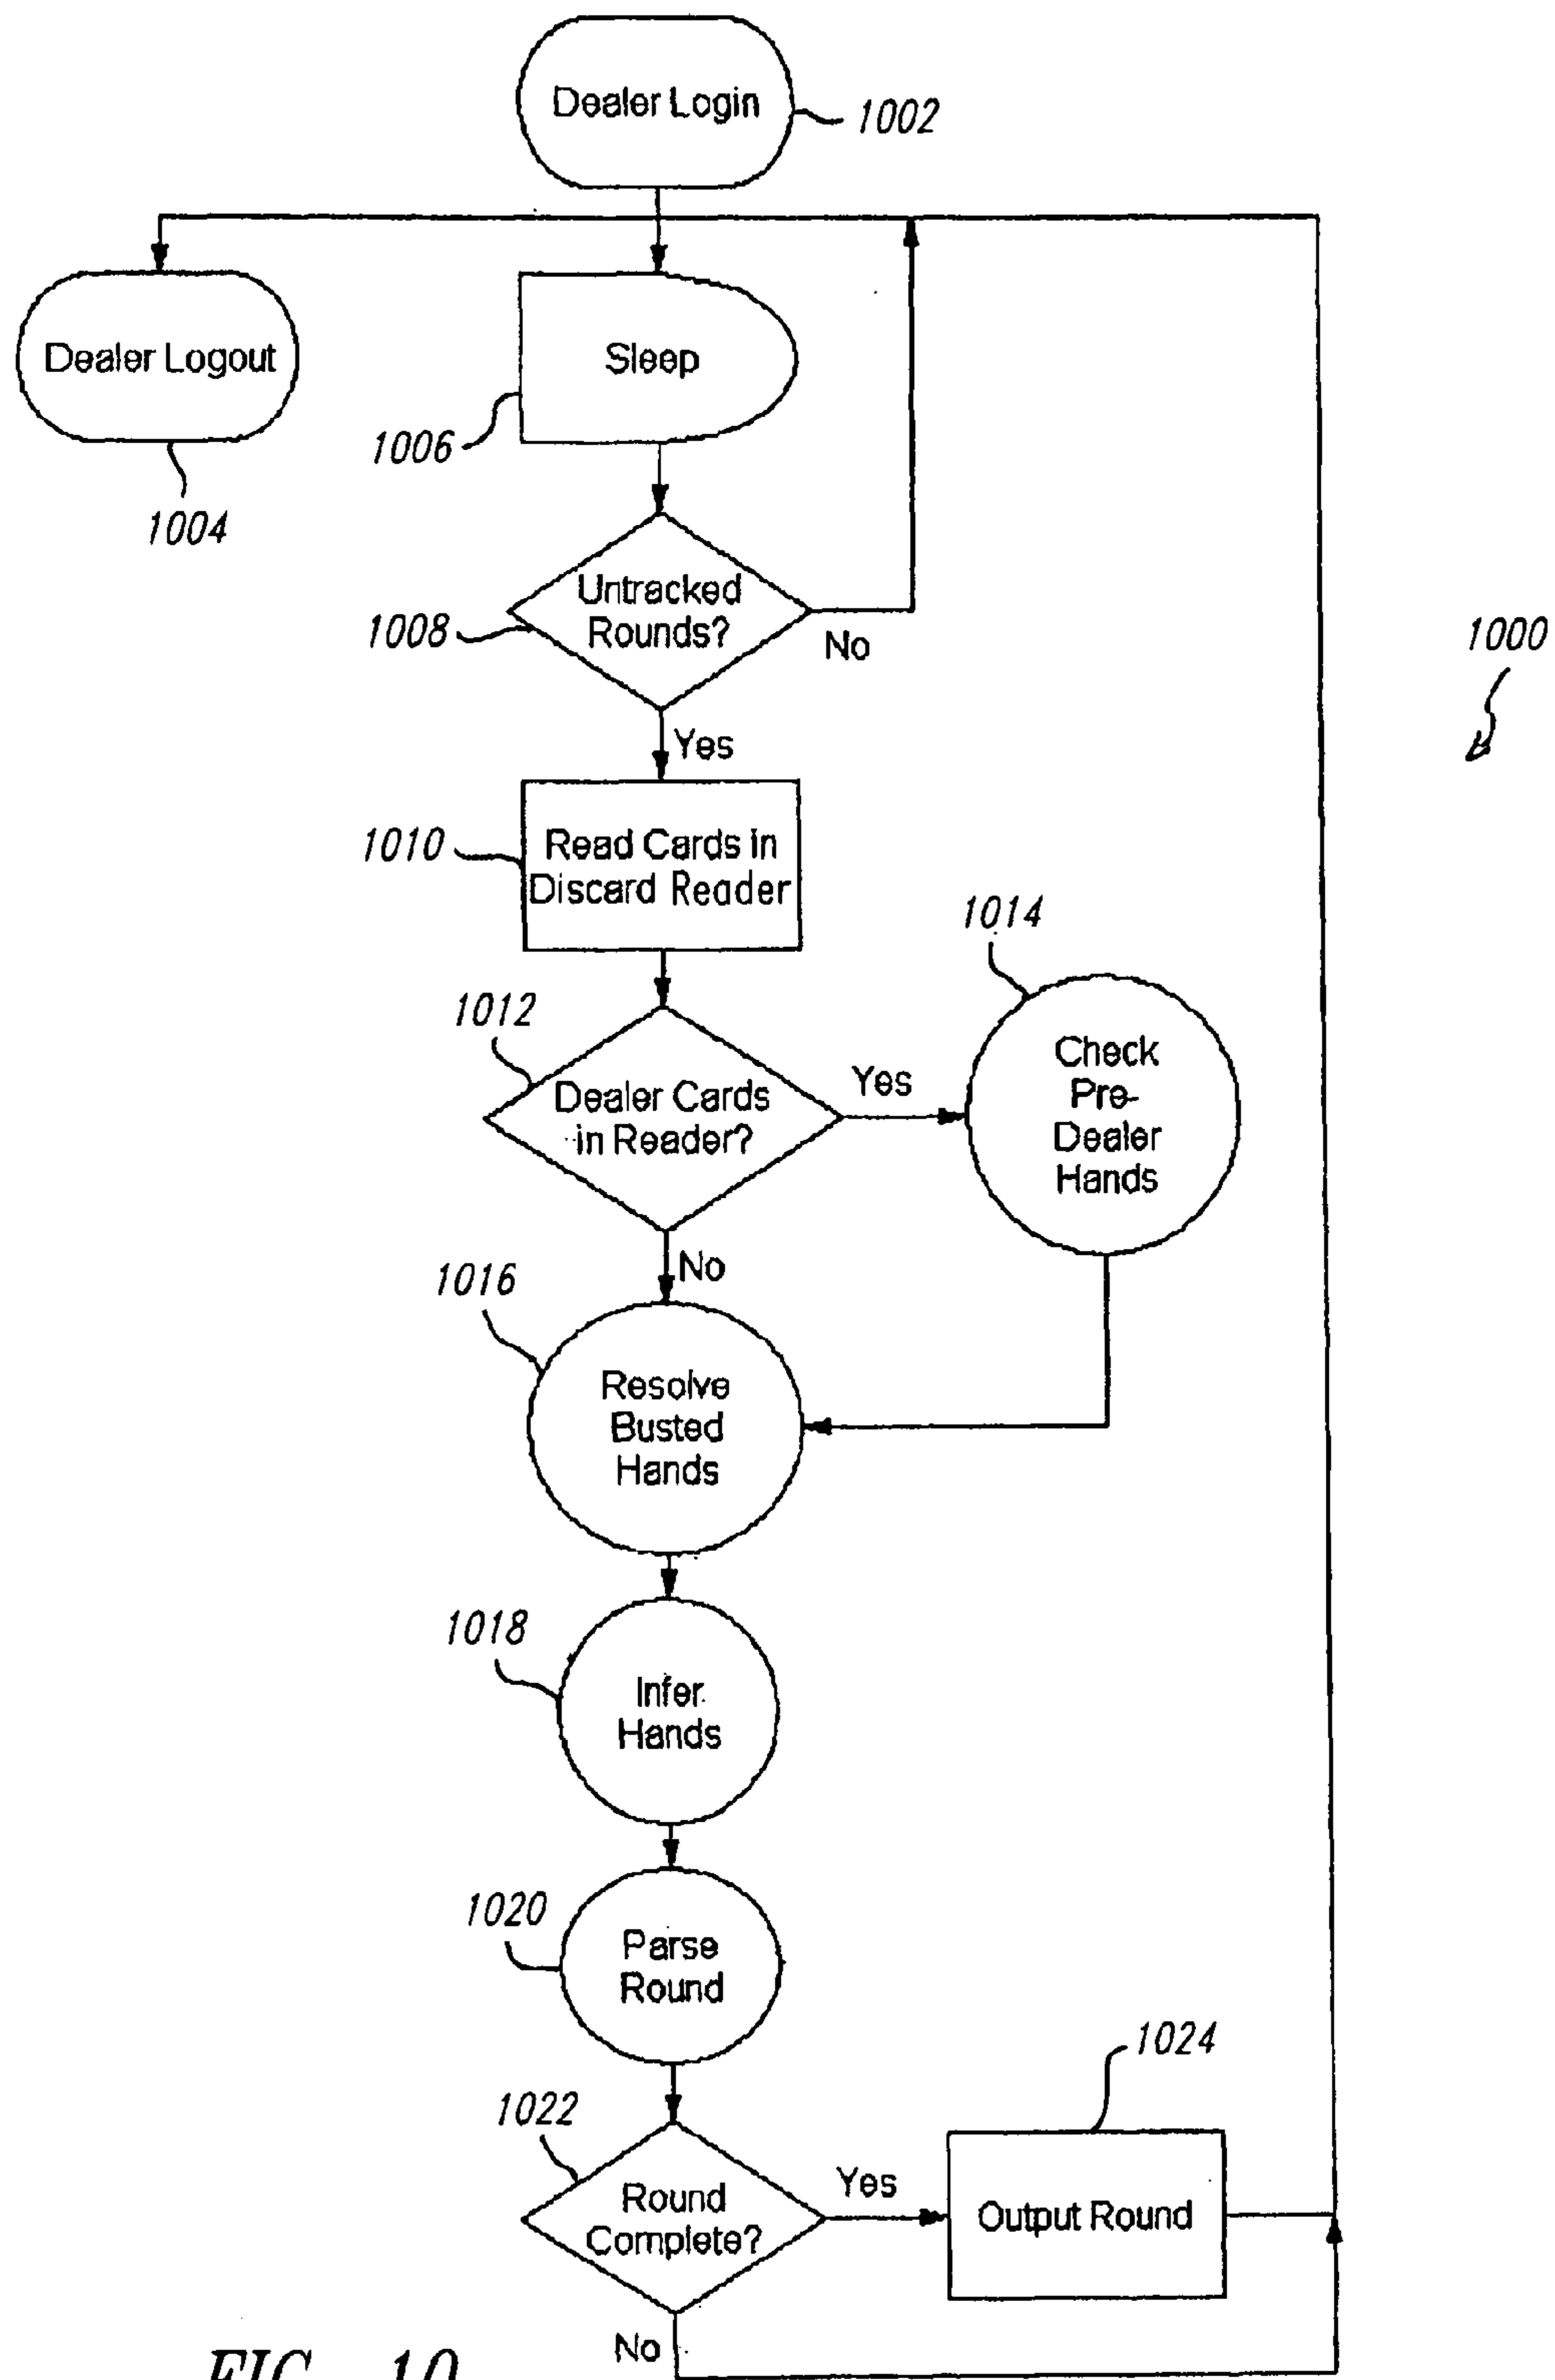 Dealer Login
1002
Dealer Logout
1004
Sleep
1006
Untracked
Rounds?
1008
No
1000
Yes
Read Cards in
Discard Reader
1010
1012
Dealer Cards
in Reader?
Yes
1014
Check
Pre-
Dealer
Hands
No
1016
Resolve
Busted
Hands
1018
Infer
Hands
1020
Parse
Round
1022
Round
Complete?
Yes
1024
Output Round
No
FIG. 10